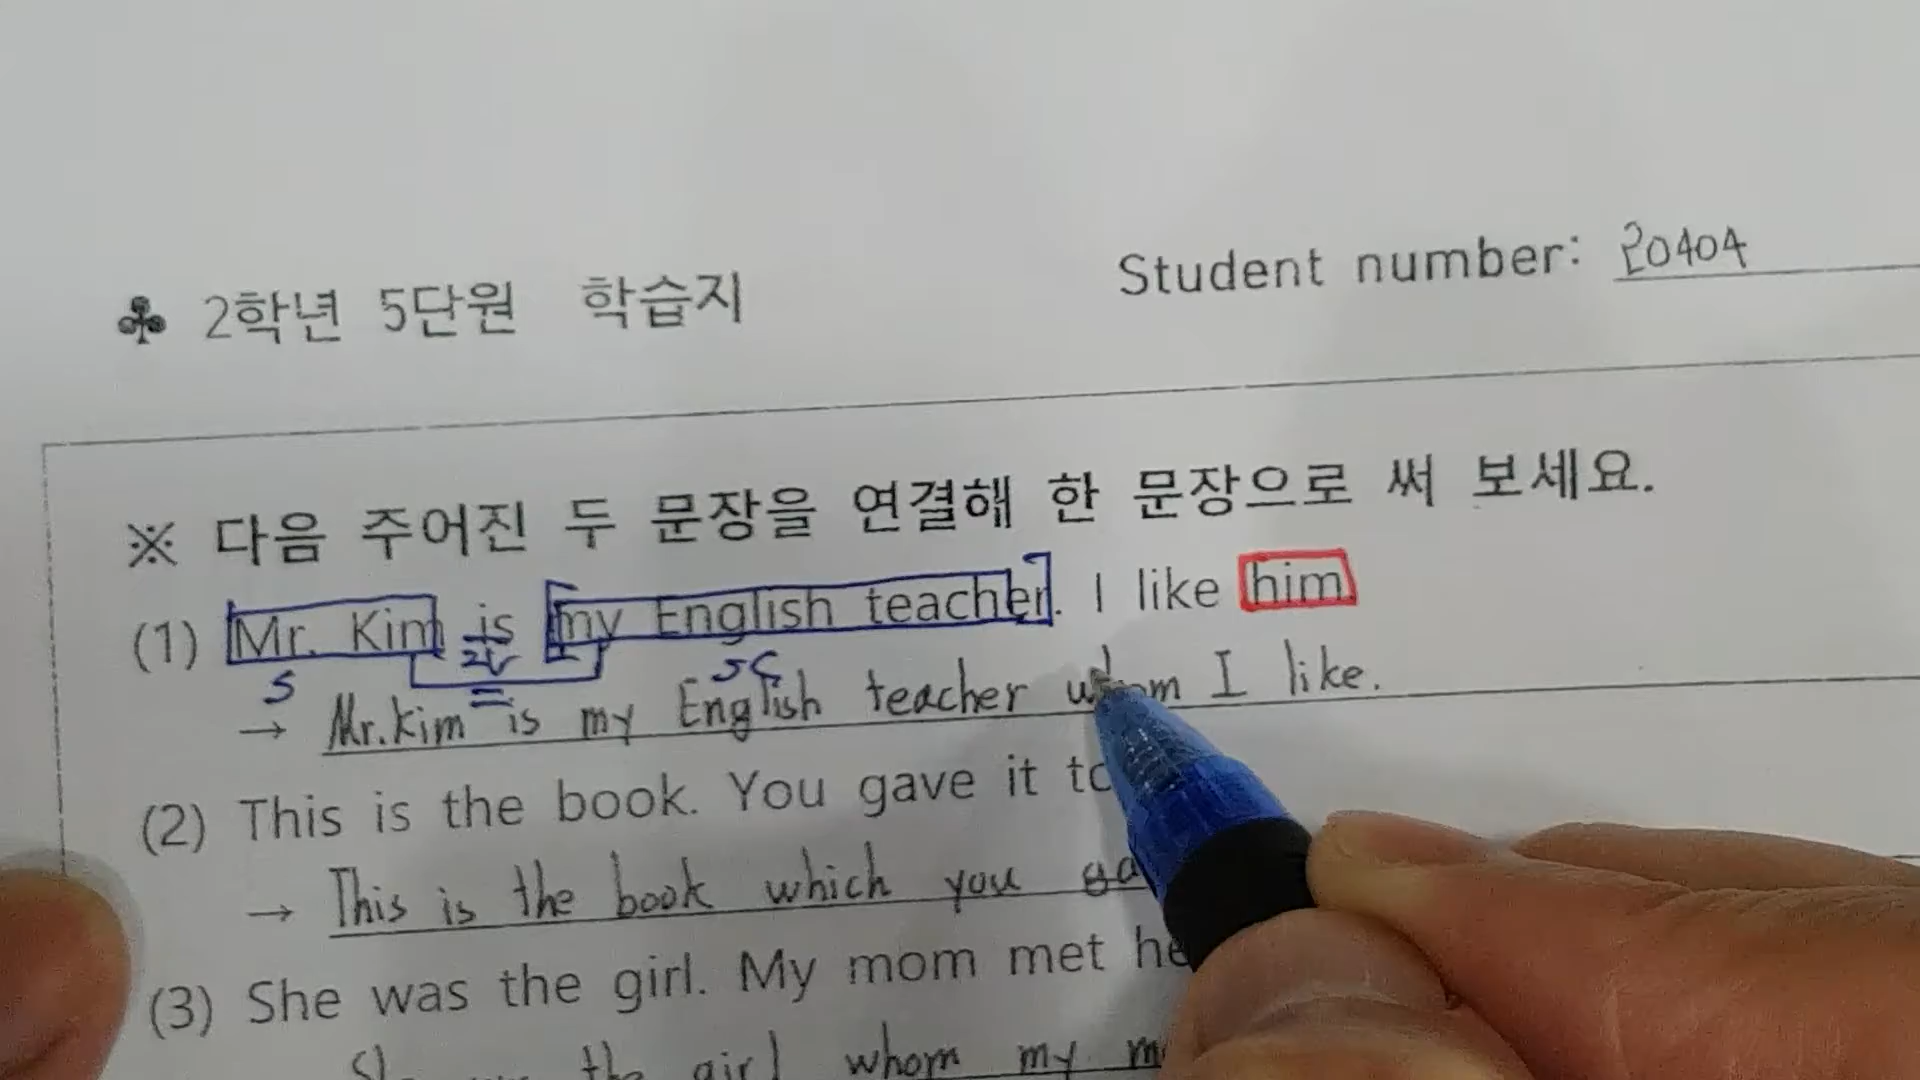 ♣ 2학년 5단원 학습지
Student number: 20404
※ 다음 주어진 두 문장을 연결해 한 문장으로 써 보세요.
(1) Mr. Kim is my English teacher. I like him.
S 2v = SC
→ Mr.kim is my English teacher whom I like.
(2) This is the book. You gave it to
→ This is the book which you
(3) She was the girl. My mom met
the girl whom my